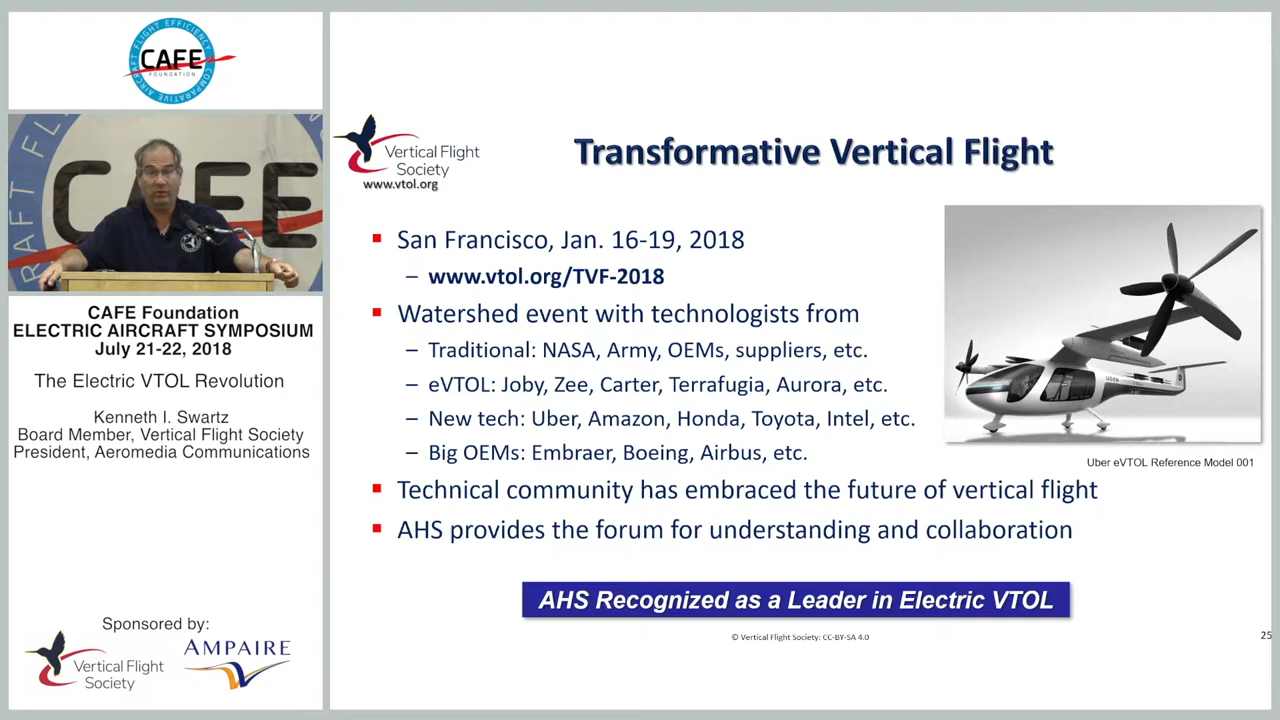 CAFE
FOUNDATION
AIRCRAFT FLIGHT EFFICIENCY
COMPARATIVE
CAFE
CAFE Foundation
ELECTRIC AIRCRAFT SYMPOSIUM
July 21-22, 2018
The Electric VTOL Revolution
Kenneth I. Swartz
Board Member, Vertical Flight Society
President, Aeromedia Communications
Sponsored by:
Vertical Flight
Society
AMPAIRE
Vertical Flight
Society
www.vtol.org
Transformative Vertical Flight
▪ San Francisco, Jan. 16-19, 2018
– www.vtol.org/TVF-2018
▪ Watershed event with technologists from
– Traditional: NASA, Army, OEMs, suppliers, etc.
– eVTOL: Joby, Zee, Carter, Terrafugia, Aurora, etc.
– New tech: Uber, Amazon, Honda, Toyota, Intel, etc.
– Big OEMs: Embraer, Boeing, Airbus, etc.
▪ Technical community has embraced the future of vertical flight
▪ AHS provides the forum for understanding and collaboration
UBER
Uber eVTOL Reference Model 001
AHS Recognized as a Leader in Electric VTOL
© Vertical Flight Society: CC-BY-SA 4.0
25